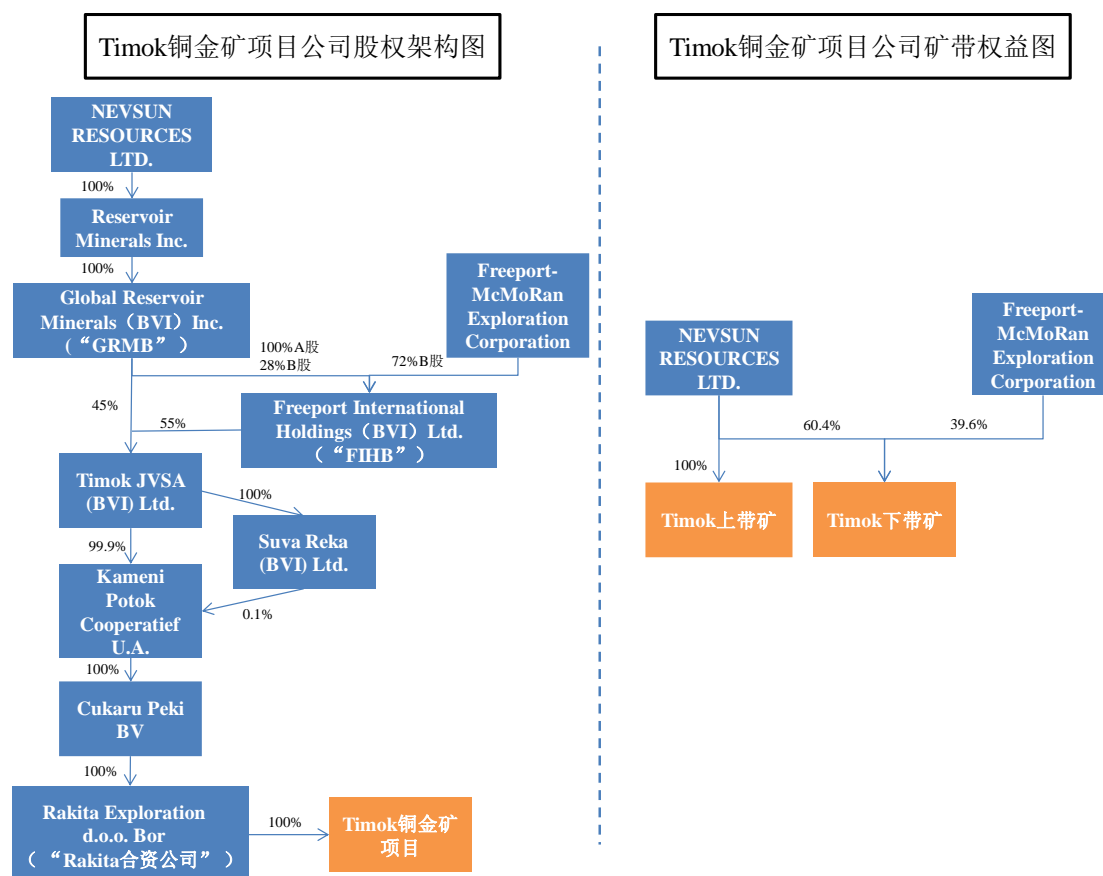 Timok铜金矿项目公司股权架构图
NEVSUN
RESOURCES
LTD.
100%
Reservoir
Minerals Inc.
100%
Global Reservoir
Minerals（BVI）Inc.
(“GRMB”)
Freeport-
McMoRan
Exploration
Corporation
100%A股
28%B股
72%B股
45%
55%
Freeport International
Holdings（BVI）Ltd.
（“FIHB”）
Timok JVSA
(BVI) Ltd.
100%
Suva Reka
(BVI) Ltd.
99.9%
0.1%
Kameni
Potok
Cooperatief
U.A.
100%
Cukaru Peki
BV
100%
Rakita Exploration
d.o.o. Bor
（“Rakita合资公司”）
100%
Timok铜金矿
项目
Timok铜金矿项目公司矿带权益图
NEVSUN
RESOURCES
LTD.
Freeport-
McMoRan
Exploration
Corporation
60.4%
39.6%
100%
Timok上带矿
Timok下带矿